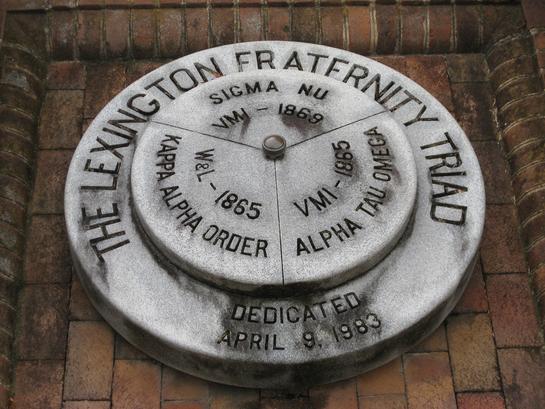 THE LEXINGTON FRATERNITY TRIAD
SIGMA NU
VMI - 1869
W&L - 1865
KAPPA ALPHA ORDER
VMI - 1865
ALPHA TAU OMEGA
DEDICATED
APRIL 9, 1983